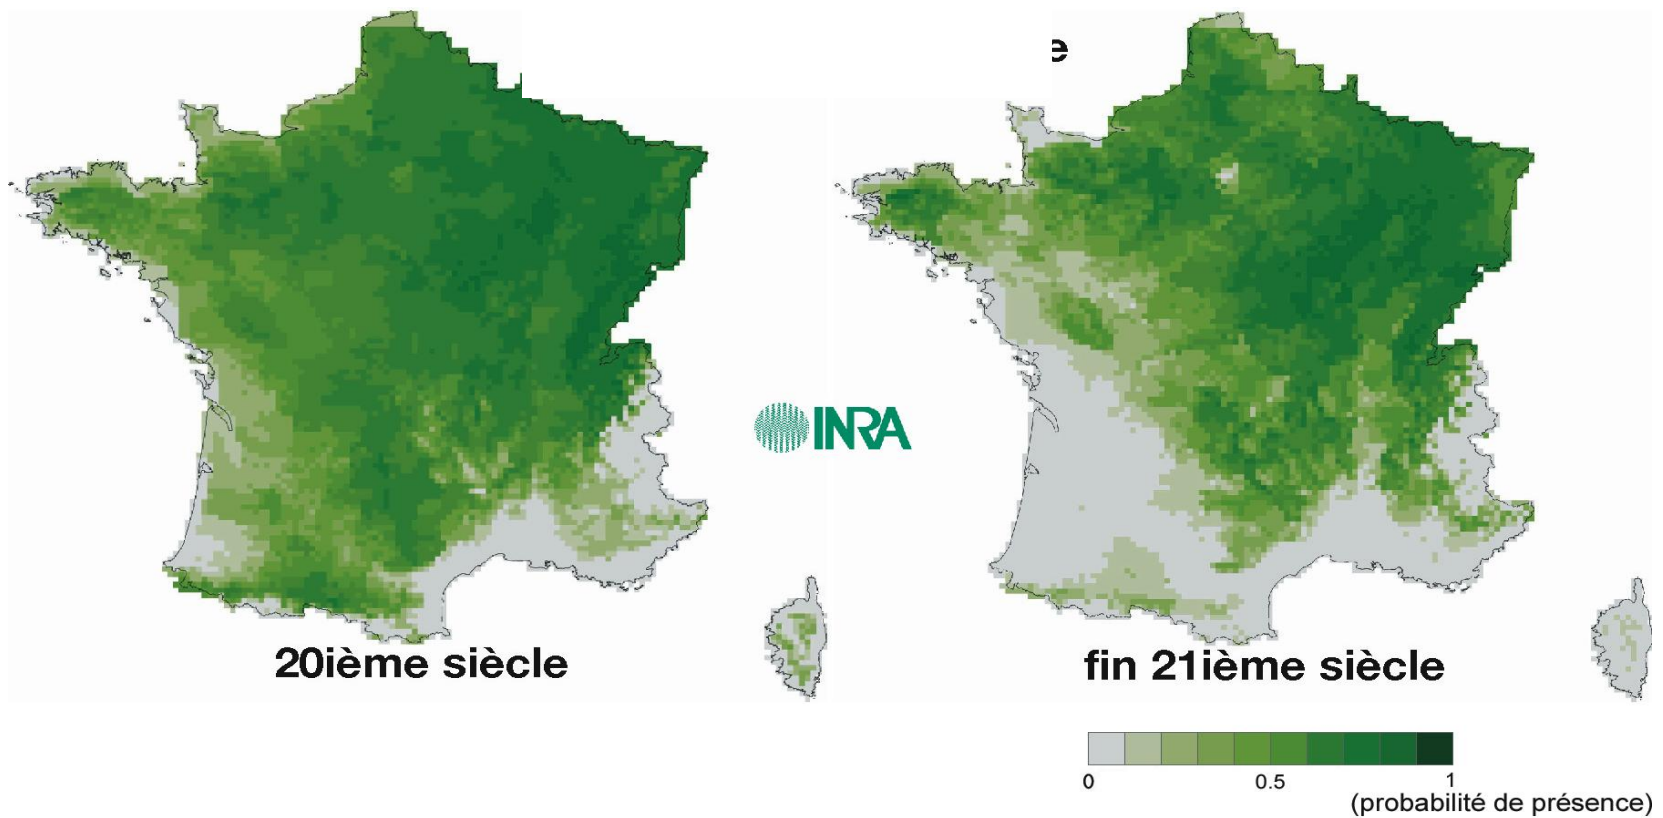 e
INRA
20ième siècle
fin 21ième siècle
0
0.5
1
(probabilité de présence)